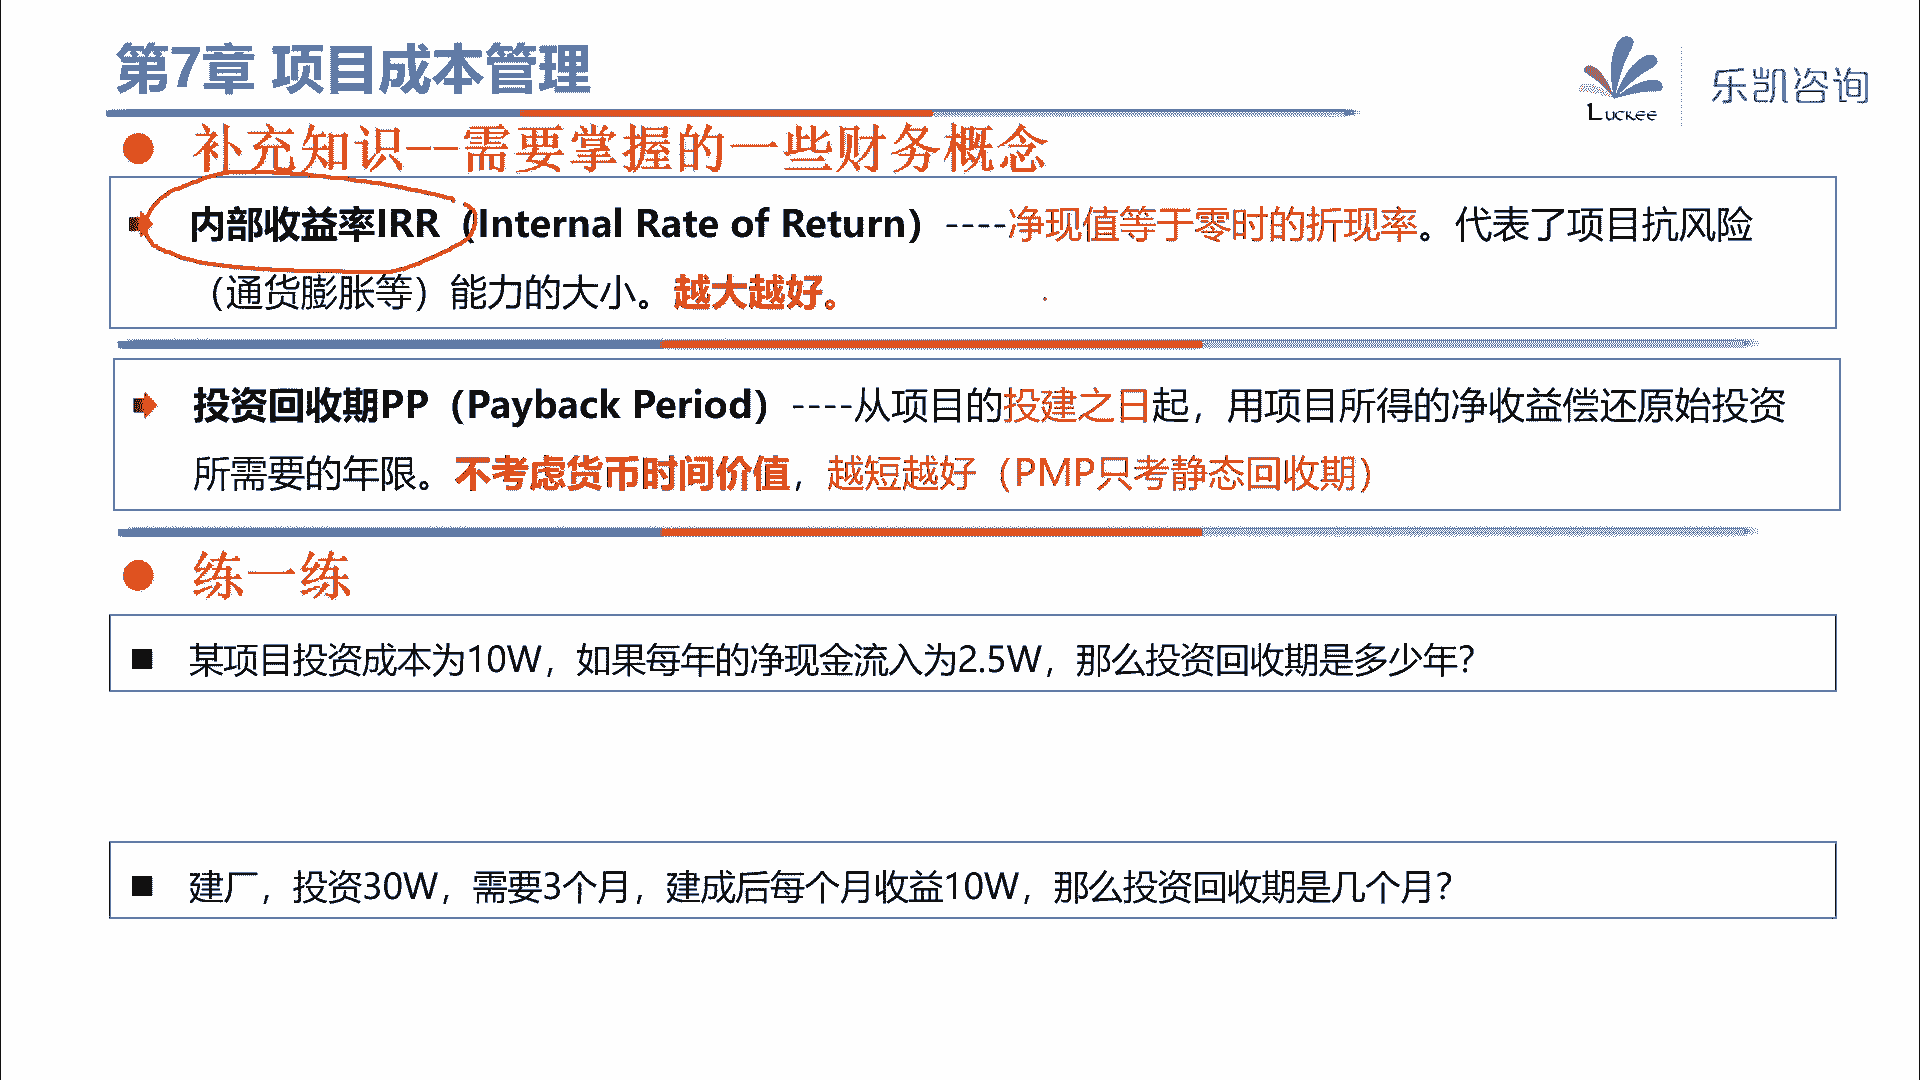 第7章 项目成本管理
Luckee
乐凯咨询
补充知识--需要掌握的一些财务概念
内部收益率IRR（Internal Rate of Return）----净现值等于零时的折现率。代表了项目抗风险
（通货膨胀等）能力的大小。越大越好。
投资回收期PP（Payback Period）----从项目的投建之日起，用项目所得的净收益偿还原始投资
所需要的年限。不考虑货币时间价值，越短越好（PMP只考静态回收期）
练一练
某项目投资成本为10W，如果每年的净现金流入为2.5W，那么投资回收期是多少年？
建厂，投资30W，需要3个月，建成后每个月收益10W，那么投资回收期是几个月？